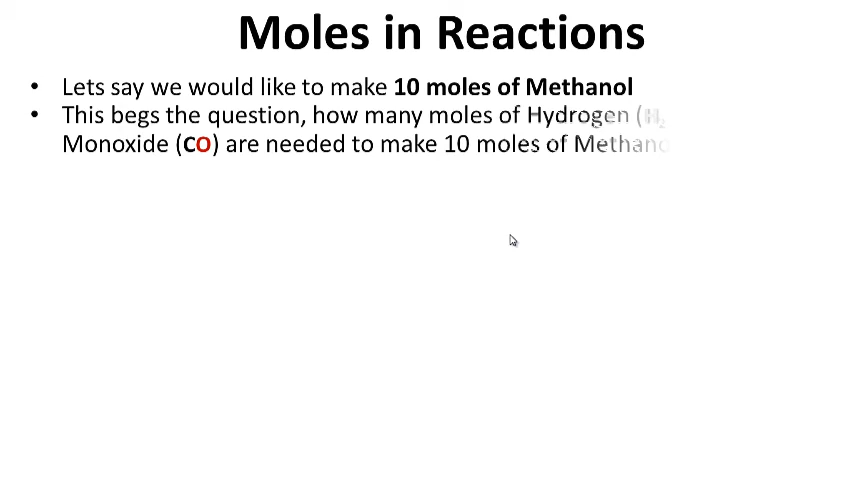 Moles in Reactions
• Lets say we would like to make 10 moles of Methanol
• This begs the question, how many moles of Hydrogen (H₂
Monoxide (CO) are needed to make 10 moles of Methano